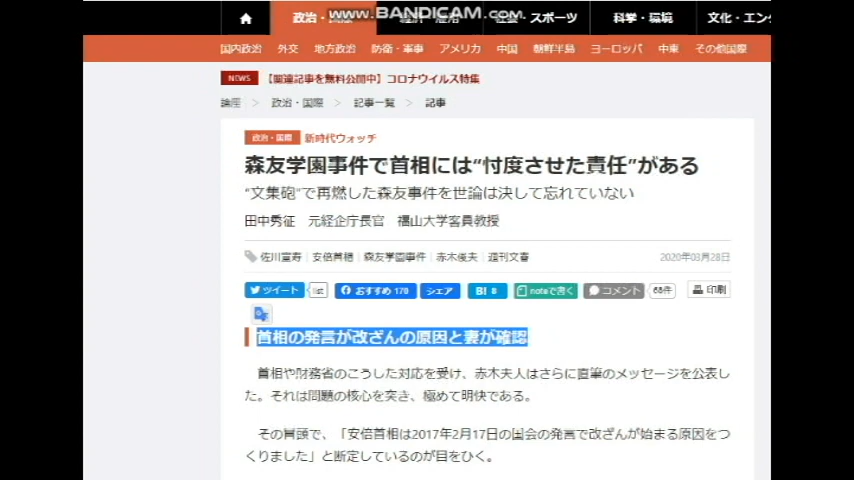 www.BANDICAM.com
政治・国際
社会・スポーツ
科学・環境
文化・エンタ
国内政治 外交 地方政治 防衛・軍事 アメリカ 中国 朝鮮半島 ヨーロッパ 中東 その他国際
NEWS 【関連記事を無料公開中】コロナウイルス特集
論座 > 政治・国際 > 記事一覧 > 記事
政治・国際 新時代ウォッチ
森友学園事件で首相には“忖度させた責任”がある
“文集砲”で再燃した森友事件を世論は決して忘れていない
田中秀征 元経企庁長官 福山大学客員教授
佐川宣寿 | 安倍首相 | 森友学園事件 | 赤木俊夫 | 週刊文春
2020年03月28日
ツイート list おすすめ 170 シェア B! 8 noteで書く コメント 68件 印刷
首相の発言が改ざんの原因と妻が確認
首相や財務省のこうした対応を受け、赤木夫人はさらに直筆のメッセージを公表し
た。それは問題の核心を突き、極めて明快である。
その冒頭で、「安倍首相は2017年2月17日の国会の発言で改ざんが始まる原因をつ
くりました」と断定しているのが目をひく。